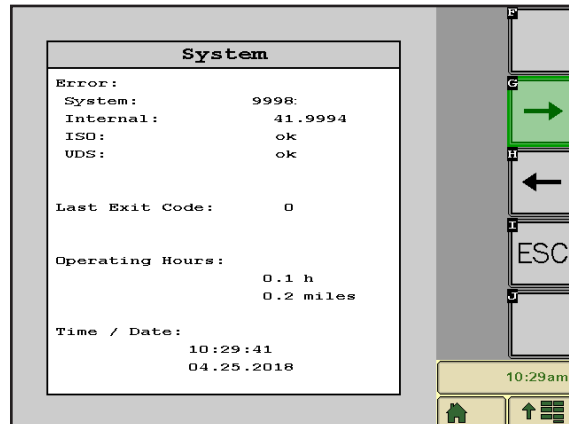 System
Error:
System: 9998:
Internal: 41.9994
ISO: ok
UDS: ok
Last Exit Code: 0
Operating Hours:
0.1 h
0.2 miles
Time / Date:
10:29:41
04.25.2018
F
G
H
I
ESC
J
10:29am